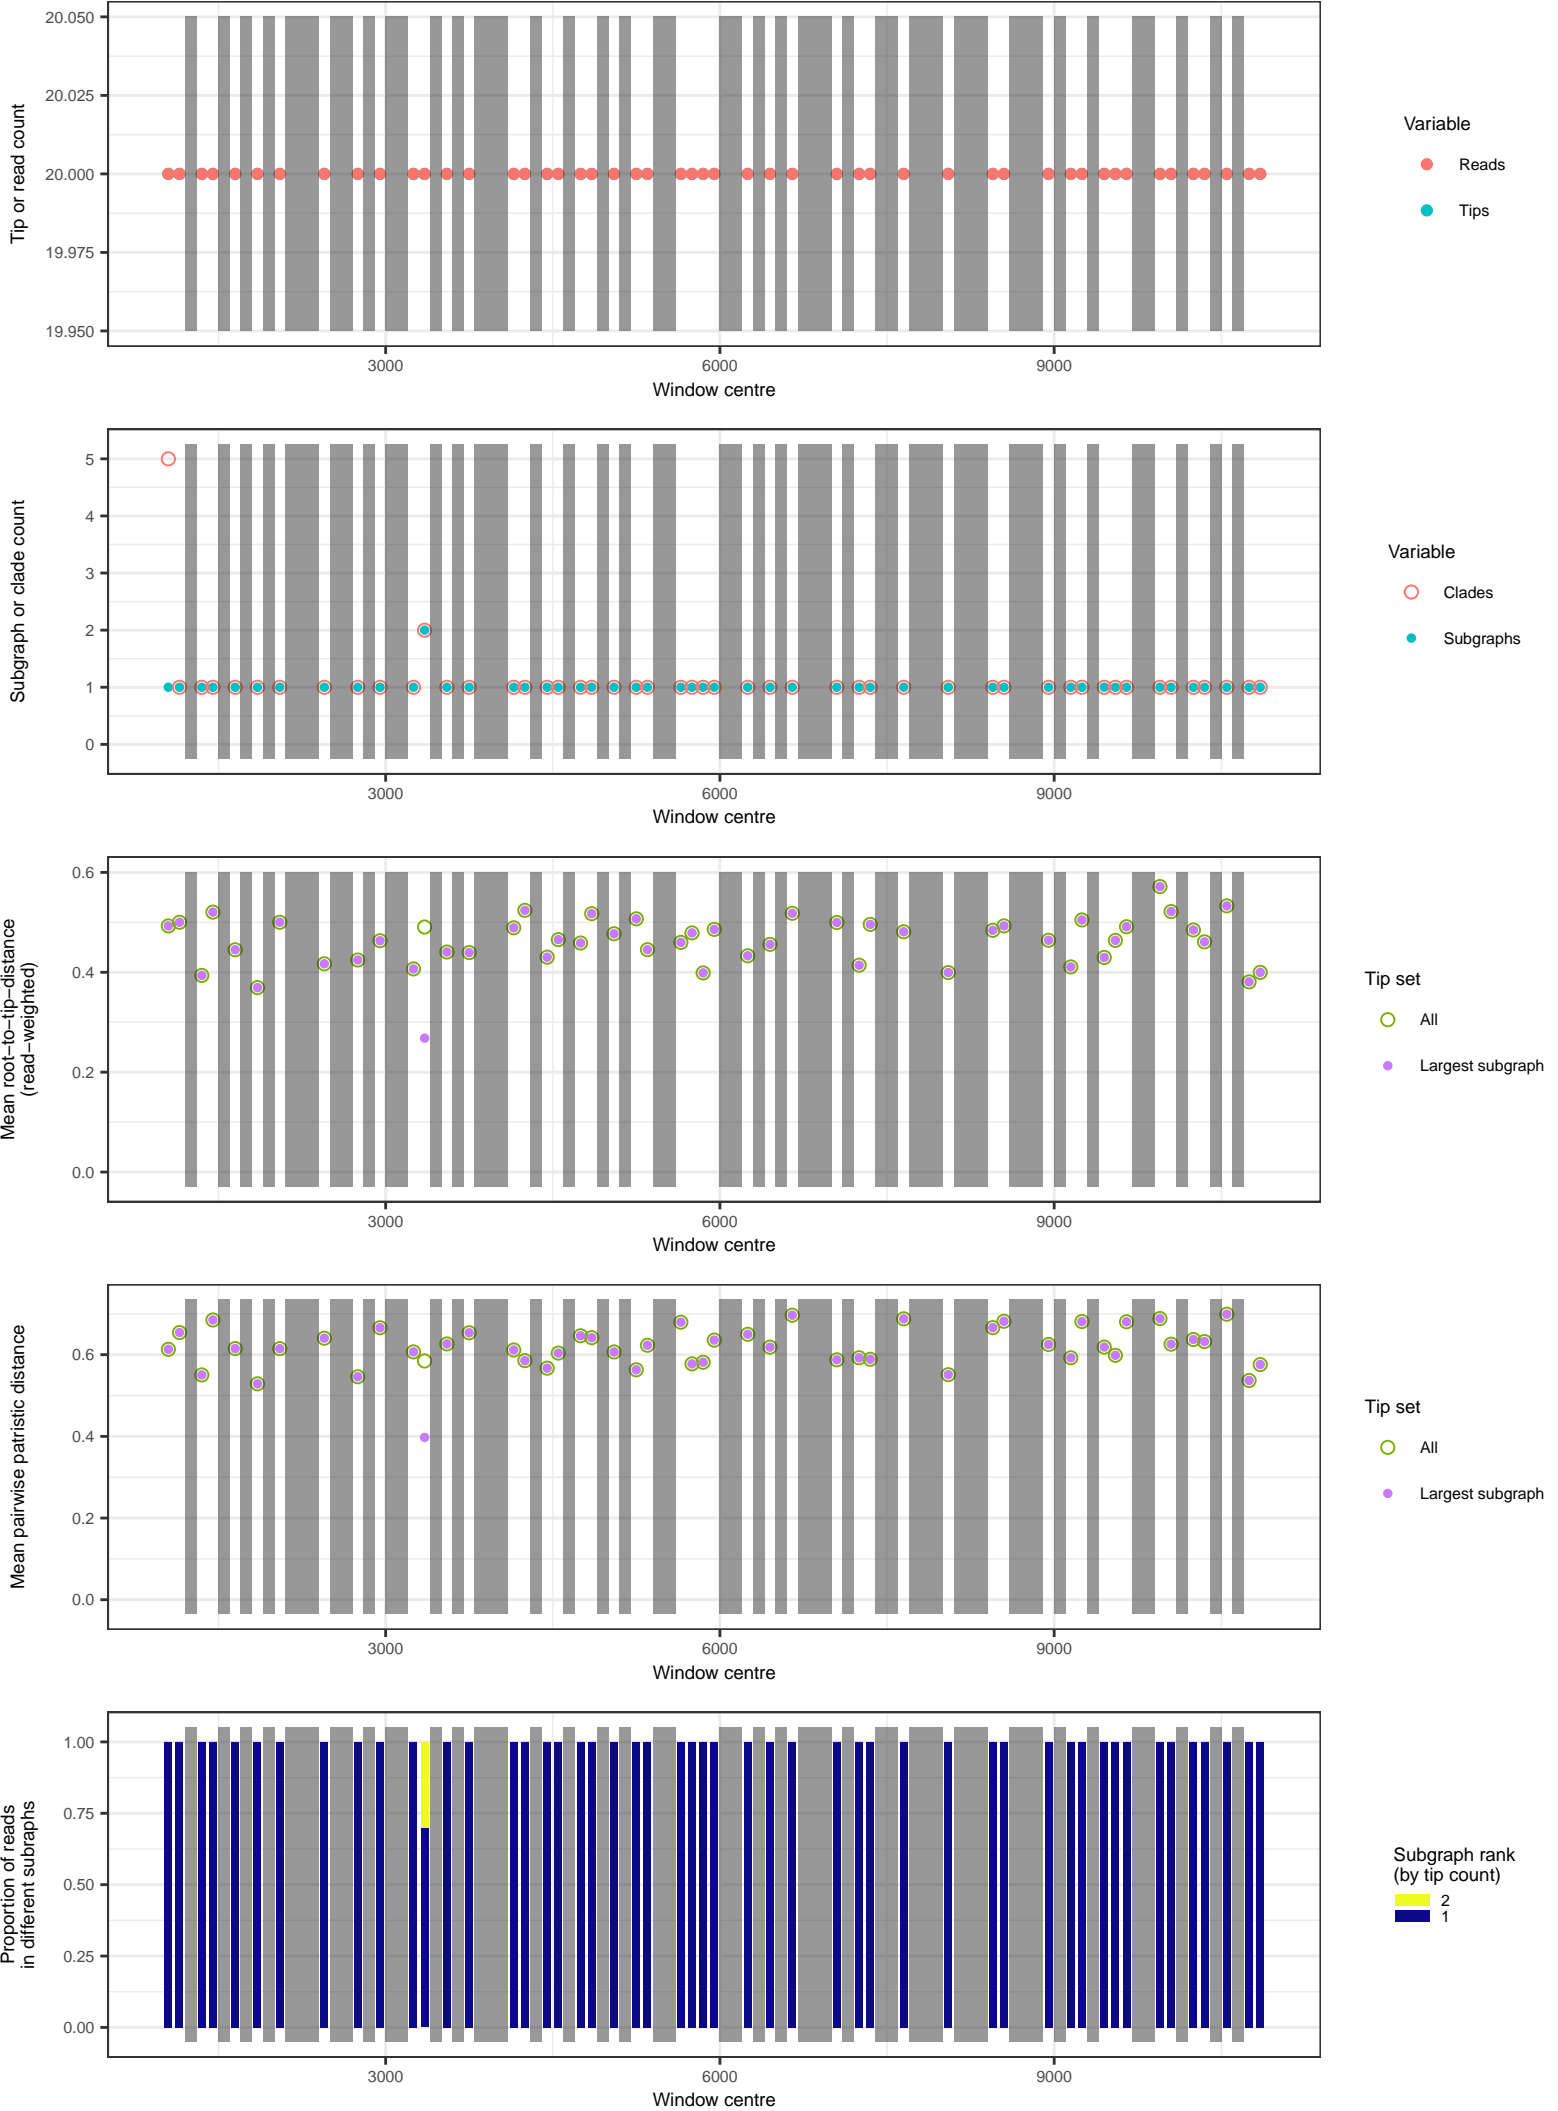 20.050
20.025
20.000
19.975
19.950
Tip or read count
3000
6000
9000
Window centre
Variable
Reads
Tips
5
4
3
2
1
0
Subgraph or clade count
3000
6000
9000
Window centre
Variable
Clades
Subgraphs
0.6
0.4
0.2
0.0
Mean root−to−tip−distance
(read−weighted)
3000
6000
9000
Window centre
Tip set
All
Largest subgraph
0.6
0.4
0.2
0.0
Mean pairwise patristic distance
3000
6000
9000
Window centre
Tip set
All
Largest subgraph
1.00
0.75
0.50
0.25
0.00
Proportion of reads
in different subraphs
3000
6000
9000
Window centre
Subgraph rank
(by tip count)
2
1